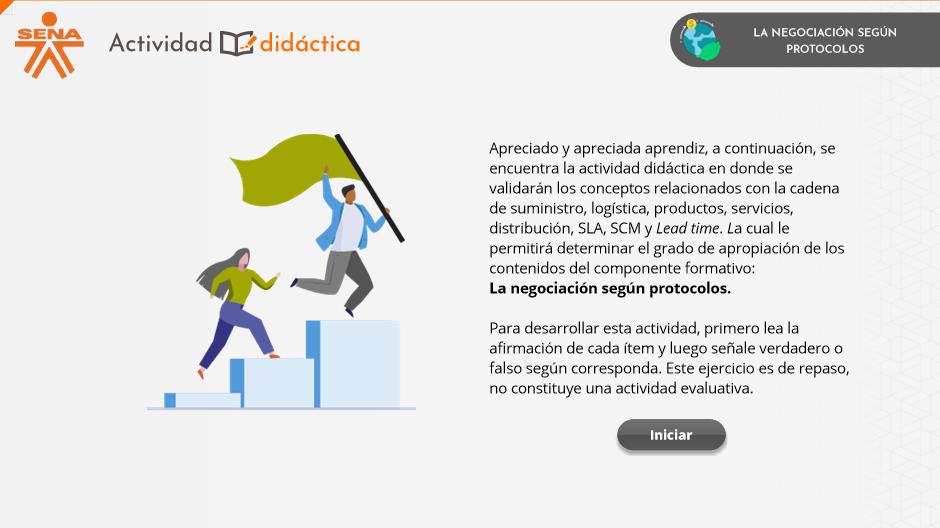 SENA
Actividad didáctica
LA NEGOCIACIÓN SEGÚN
PROTOCOLOS
Apreciado y apreciada aprendiz, a continuación, se
encuentra la actividad didáctica en donde se
validarán los conceptos relacionados con la cadena
de suministro, logística, productos, servicios,
distribución, SLA, SCM y Lead time. La cual le
permitirá determinar el grado de apropiación de los
contenidos del componente formativo:
La negociación según protocolos.
Para desarrollar esta actividad, primero lea la
afirmación de cada ítem y luego señale verdadero o
falso según corresponda. Este ejercicio es de repaso,
no constituye una actividad evaluativa.
Iniciar